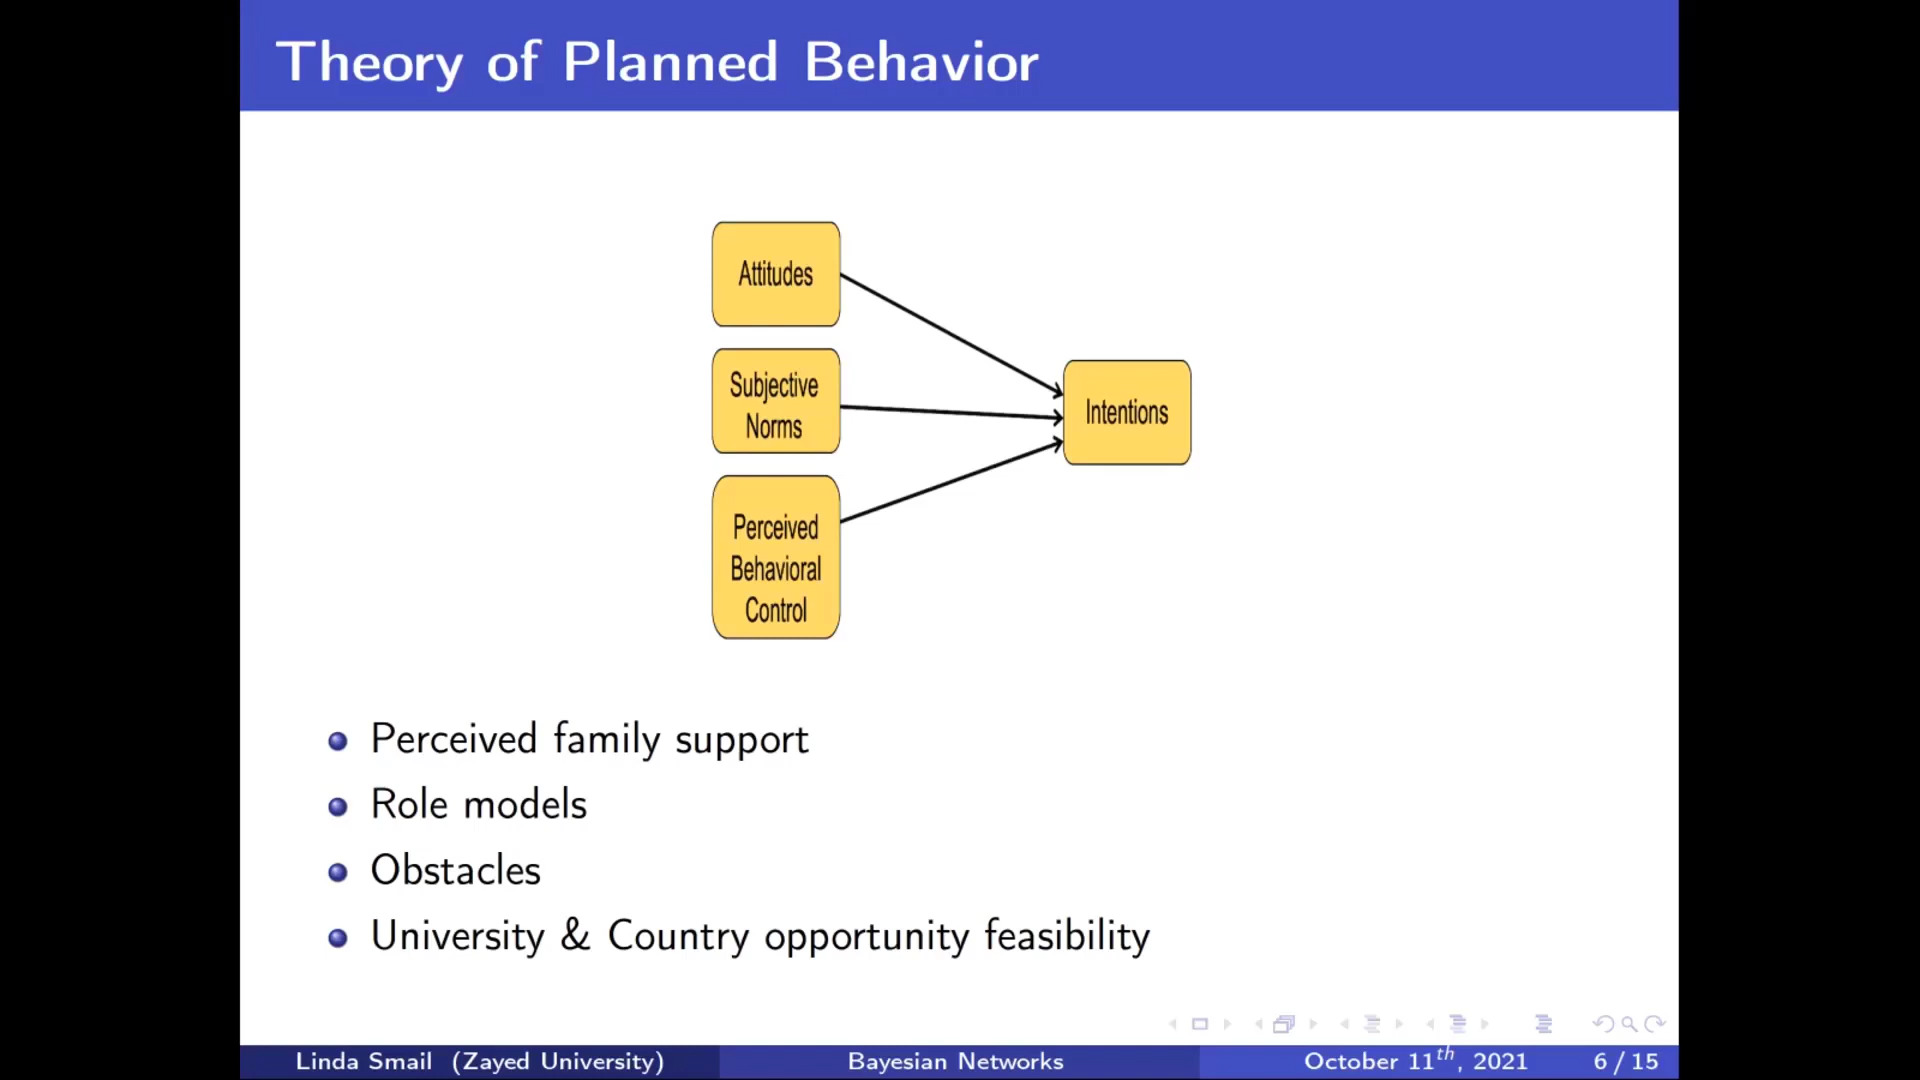 Theory of Planned Behavior
Attitudes
Subjective
Norms
Perceived
Behavioral
Control
Intentions
Perceived family support
Role models
Obstacles
University & Country opportunity feasibility
Linda Smail (Zayed University)
Bayesian Networks
October 11th, 2021
6 / 15